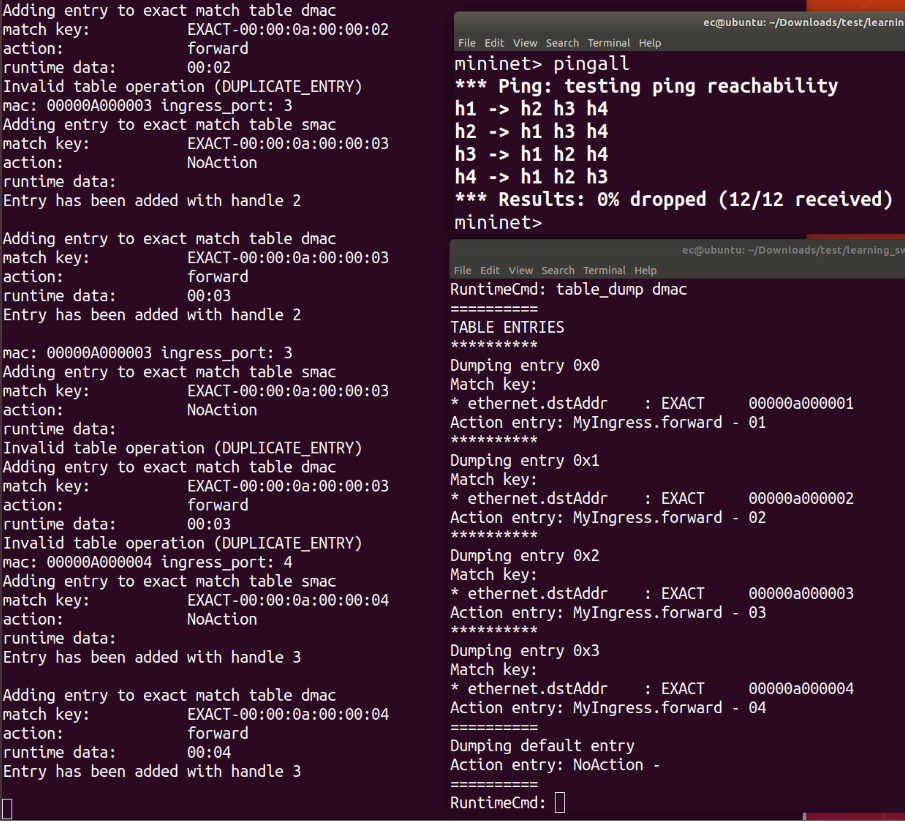 Adding entry to exact match table dmac
match key:           EXACT-00:00:0a:00:00:02
action:              forward
runtime data:        00:02
Invalid table operation (DUPLICATE_ENTRY)
mac: 00000A000003 ingress_port: 3
Adding entry to exact match table smac
match key:           EXACT-00:00:0a:00:00:03
action:              NoAction
runtime data:
Entry has been added with handle 2
Adding entry to exact match table dmac
match key:           EXACT-00:00:0a:00:00:03
action:              forward
runtime data:        00:03
Entry has been added with handle 2
mac: 00000A000003 ingress_port: 3
Adding entry to exact match table smac
match key:           EXACT-00:00:0a:00:00:03
action:              NoAction
runtime data:
Invalid table operation (DUPLICATE_ENTRY)
Adding entry to exact match table dmac
match key:           EXACT-00:00:0a:00:00:03
action:              forward
runtime data:        00:03
Invalid table operation (DUPLICATE_ENTRY)
mac: 00000A000004 ingress_port: 4
Adding entry to exact match table smac
match key:           EXACT-00:00:0a:00:00:04
action:              NoAction
runtime data:
Entry has been added with handle 3
Adding entry to exact match table dmac
match key:           EXACT-00:00:0a:00:00:04
action:              forward
runtime data:        00:04
Entry has been added with handle 3
ec@ubuntu: ~/Downloads/test/learnin
File Edit View Search Terminal Help
mininet> pingall
*** Ping: testing ping reachability
h1 -> h2 h3 h4
h2 -> h1 h3 h4
h3 -> h1 h2 h4
h4 -> h1 h2 h3
*** Results: 0% dropped (12/12 received)
mininet>
ec@ubuntu: ~/Downloads/test/learning_sw
File Edit View Search Terminal Help
RuntimeCmd: table_dump dmac
==========
TABLE ENTRIES
**********
Dumping entry 0x0
Match key:
* ethernet.dstAddr    : EXACT     00000a000001
Action entry: MyIngress.forward - 01
**********
Dumping entry 0x1
Match key:
* ethernet.dstAddr    : EXACT     00000a000002
Action entry: MyIngress.forward - 02
**********
Dumping entry 0x2
Match key:
* ethernet.dstAddr    : EXACT     00000a000003
Action entry: MyIngress.forward - 03
**********
Dumping entry 0x3
Match key:
* ethernet.dstAddr    : EXACT     00000a000004
Action entry: MyIngress.forward - 04
==========
Dumping default entry
Action entry: NoAction -
==========
RuntimeCmd: